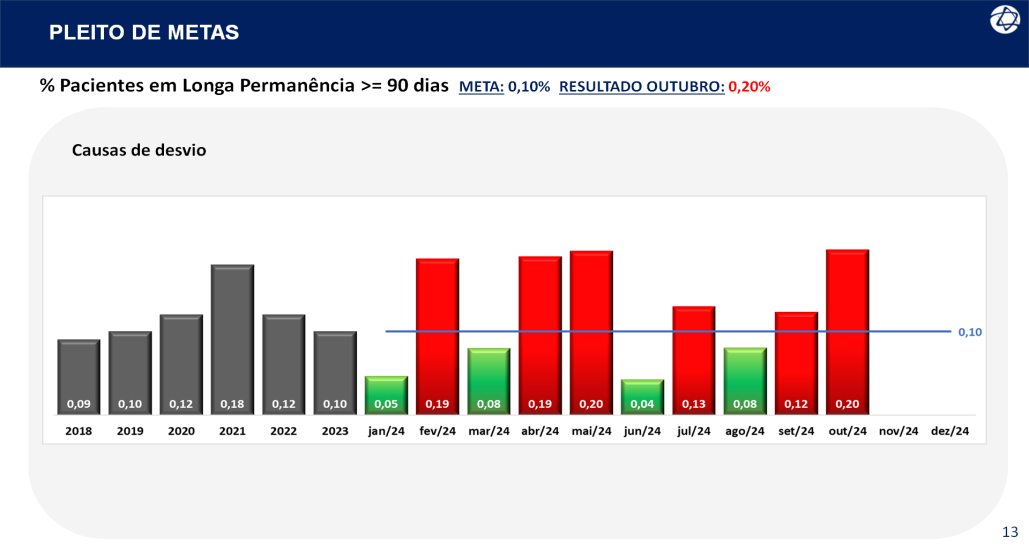 PLEITO DE METAS
% Pacientes em Longa Permanência >= 90 dias META: 0,10% RESULTADO OUTUBRO: 0,20%
Causas de desvio
0,10
0,09 0,10 0,12 0,18 0,12 0,10 0,05 0,19 0,08 0,19 0,20 0,04 0,13 0,08 0,12 0,20
2018 2019 2020 2021 2022 2023 jan/24 fev/24 mar/24 abr/24 mai/24 jun/24 jul/24 ago/24 set/24 out/24 nov/24 dez/24
13